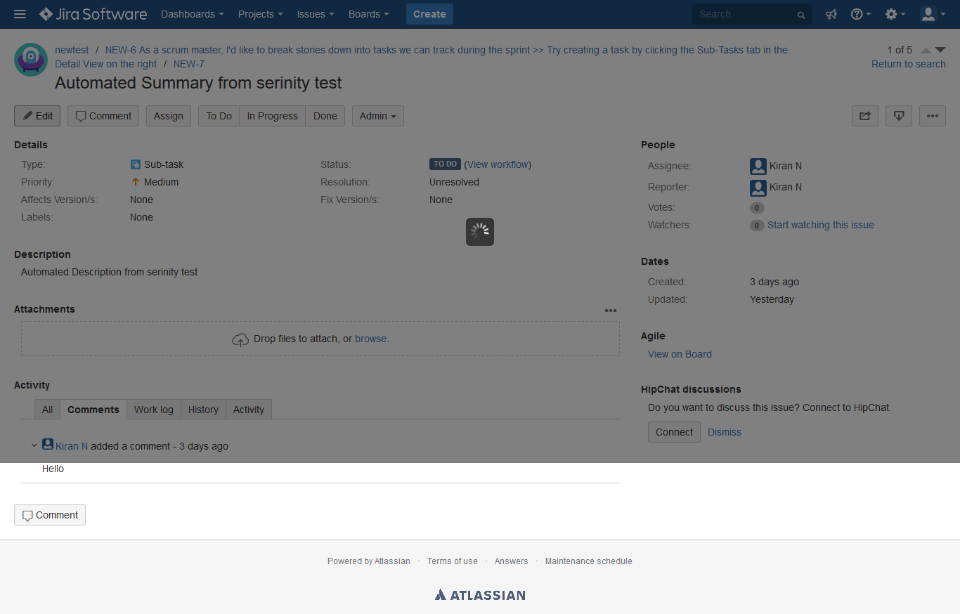 Jira Software Dashboards Projects Issues Boards Create Search
newtest / NEW-6 As a scrum master, I'd like to break stories down into tasks we can track during the sprint >> Try creating a task by clicking the Sub-Tasks tab in the
Detail View on the right / NEW-7
1 of 5
Return to search
Automated Summary from serinity test
Edit Comment Assign To Do In Progress Done Admin
Details
Type: Sub-task Status: TO DO (View workflow)
Priority: Medium Resolution: Unresolved
Affects Version/s: None Fix Version/s: None
Labels: None
People
Assignee: Kiran N
Reporter: Kiran N
Votes: 0
Watchers: 0 Start watching this issue
Description
Automated Description from serinity test
Dates
Created: 3 days ago
Updated: Yesterday
Attachments
Drop files to attach, or browse.
Agile
View on Board
Activity
All Comments Work log History Activity
HipChat discussions
Do you want to discuss this issue? Connect to HipChat.
Connect Dismiss
Kiran N added a comment - 3 days ago
Hello
Comment
Powered by Atlassian · Terms of use · Answers · Maintenance schedule
ATLASSIAN